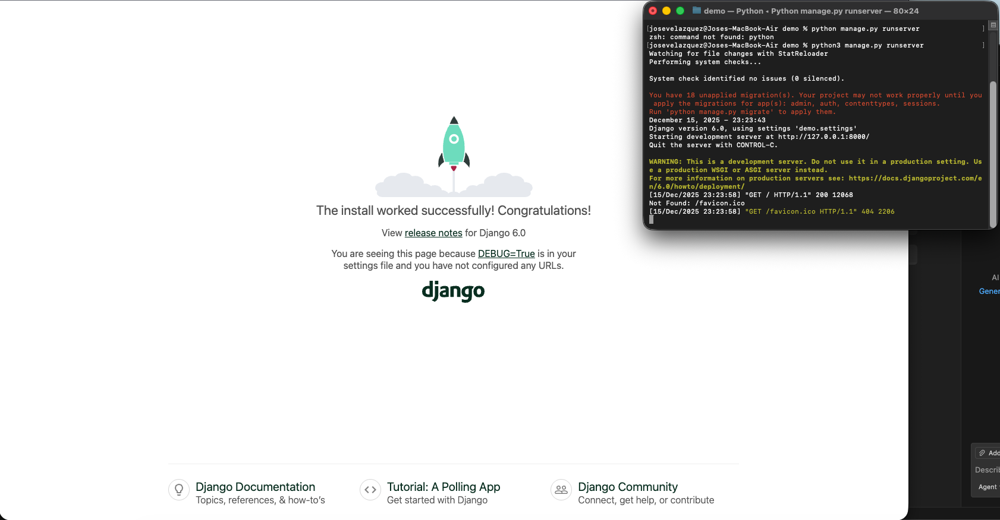 The install worked successfully! Congratulations!
View release notes for Django 6.0
You are seeing this page because DEBUG=True is in your
settings file and you have not configured any URLs.
django
Django Documentation
Topics, references, & how-to's
Tutorial: A Polling App
Get started with Django
Django Community
Connect, get help, or contribute
demo — Python ◂ Python manage.py runserver — 80×24
[josevelazquez@Joses-MacBook-Air demo % python manage.py runserver ]
zsh: command not found: python
[josevelazquez@Joses-MacBook-Air demo % python3 manage.py runserver ]
Watching for file changes with StatReloader
Performing system checks...
System check identified no issues (0 silenced).
You have 18 unapplied migration(s). Your project may not work properly until you
apply the migrations for app(s): admin, auth, contenttypes, sessions.
Run 'python manage.py migrate' to apply them.
December 15, 2025 - 23:23:43
Django version 6.0, using settings 'demo.settings'
Starting development server at http://127.0.0.1:8000/
Quit the server with CONTROL-C.
WARNING: This is a development server. Do not use it in a production setting. Us
e a production WSGI or ASGI server instead.
For more information on production servers see: https://docs.djangoproject.com/e
n/6.0/howto/deployment/
[15/Dec/2025 23:23:58] "GET / HTTP/1.1" 200 12068
Not Found: /favicon.ico
[15/Dec/2025 23:23:58] "GET /favicon.ico HTTP/1.1" 404 2206
AI
Gener
Add
Describ
Agent